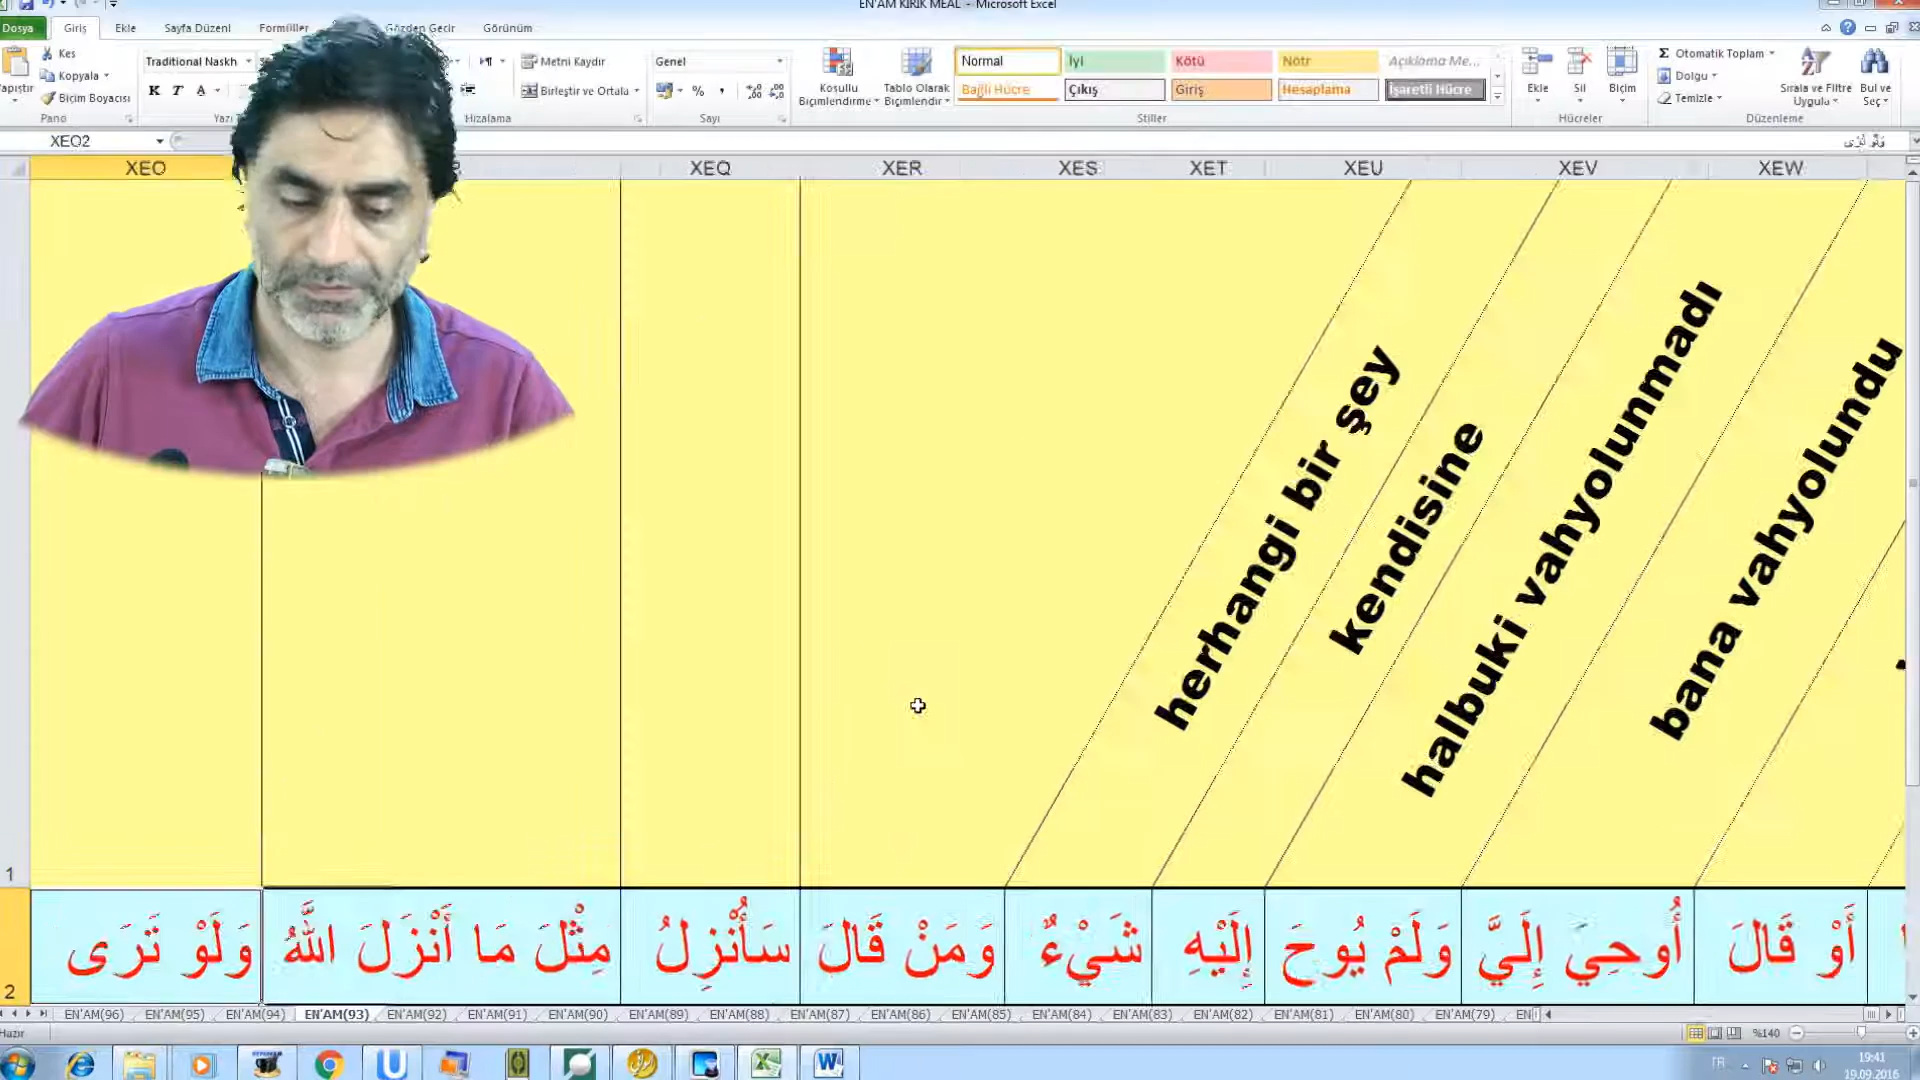 EN'AM KIRIK MEAL - Microsoft Excel
Dosya Giriş Ekle Sayfa Düzeni Formüller Gözden Geçir Görünüm
Kes
Kopyala
Biçim Boyacısı
Pano
Traditional Naskh
K T A
Metni Kaydır
Birleştir ve Ortala
Hizalama
Genel
%
Sayı
Koşullu Biçimlendirme
Tablo Olarak Biçimlendir
Normal İyi Kötü Nötr Açıklama Me...
Bağlı Hücre Çıkış Giriş Hesaplama İşaretli Hücre
Stiller
Ekle Sil Biçim
Hücreler
Otomatik Toplam
Dolgu
Temizle
Sırala ve Filtre Uygula
Bul ve Seç
Düzenleme
XEO2
XEO XEQ XER XES XET XEU XEV XEW
herhangi bir şey
kendisine
halbuki vahyolunmadı
bana vahyolundu
1
2
أَوْ قَالَ
أُوحِيَ إِلَيَّ
وَلَمْ يُوحَ
إِلَيْهِ
شَيْءٌ
وَمَنْ قَالَ
سَأُنْزِلُ
مِثْلَ مَا أَنْزَلَ اللَّهُ
وَلَوْ تَرَى
EN'AM(96) EN'AM(95) EN'AM(94) EN'AM(93) EN'AM(92) EN'AM(91) EN'AM(90) EN'AM(89) EN'AM(88) EN'AM(87) EN'AM(86) EN'AM(85) EN'AM(84) EN'AM(83) EN'AM(82) EN'AM(81) EN'AM(80) EN'AM(79) EN
Hazır
%140
TR
19:41
19.09.2016